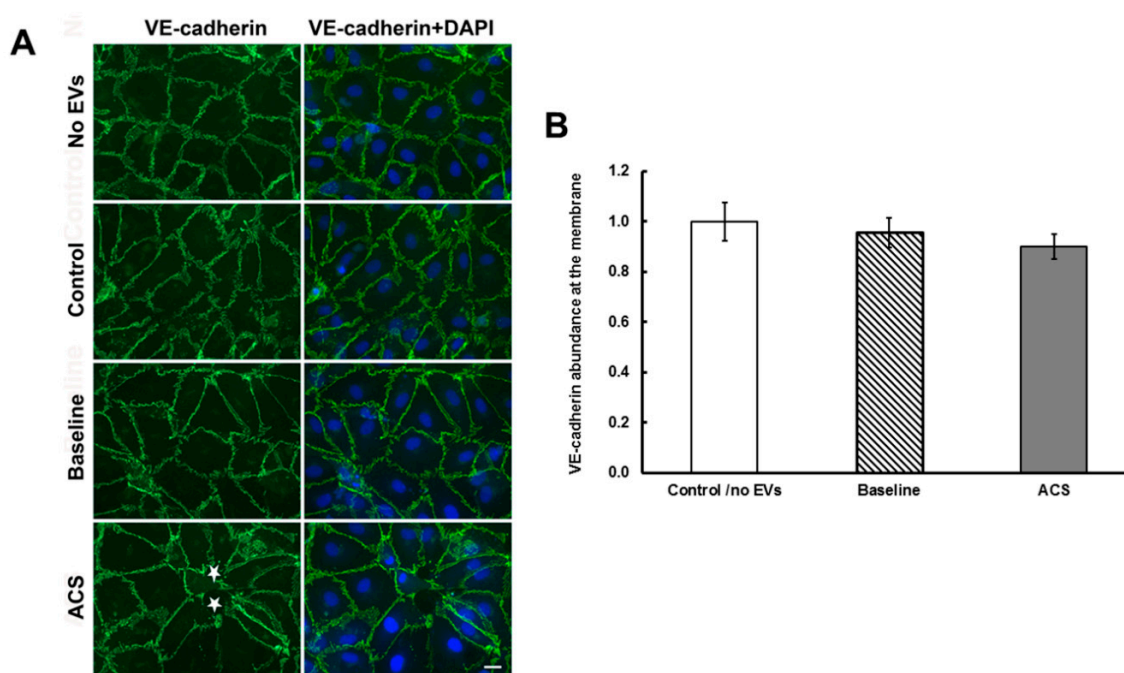 A
VE-cadherin
VE-cadherin+DAPI
No EVs
Control
Baseline
ACS
B
VE-cadherin abundance at the membrane
1.2
1.0
0.8
0.6
0.4
0.2
0.0
Control /no EVs
Baseline
ACS